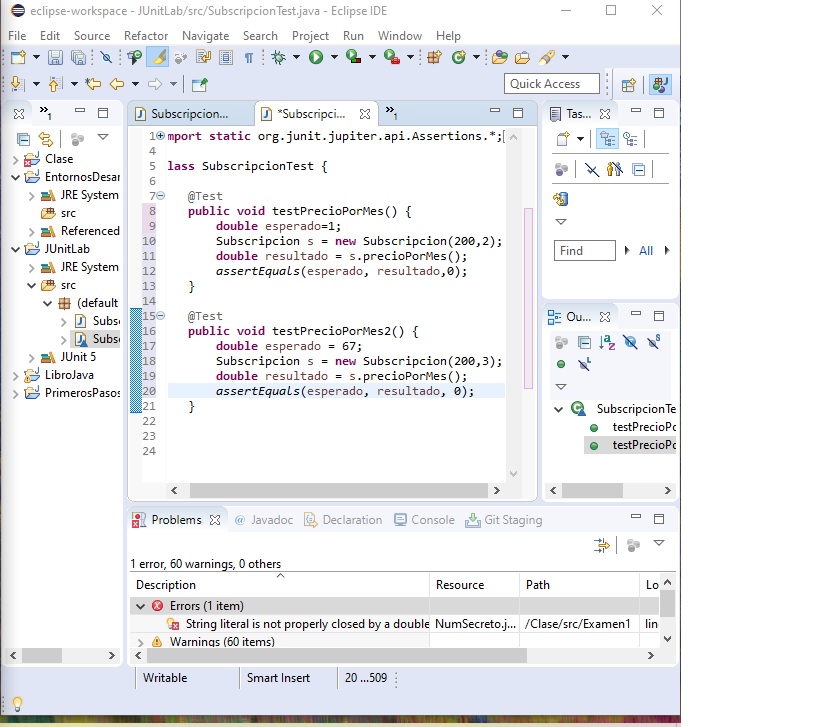 eclipse-workspace - JUnitLab/src/SubscripcionTest.java - Eclipse IDE
File Edit Source Refactor Navigate Search Project Run Window Help
Quick Access
1
Clase
EntornosDesar
JRE System
src
Referenced
JUnitLab
JRE System
src
(default
Subs
Subs
JUnit 5
LibroJava
PrimerosPasos
Subscripcion... *Subscripci... 1
1 mport static org.junit.jupiter.api.Assertions.*;
4
5 lass SubscripcionTest {
6
7 @Test
8 public void testPrecioPorMes() {
9 double esperado=1;
10 Subscripcion s = new Subscripcion(200,2);
11 double resultado = s.precioPorMes();
12 assertEquals(esperado, resultado,0);
13 }
14
15 @Test
16 public void testPrecioPorMes2() {
17 double esperado = 67;
18 Subscripcion s = new Subscripcion(200,3);
19 double resultado = s.precioPorMes();
20 assertEquals(esperado, resultado, 0);
21 }
22
23
24
Tas...
Find All
Ou...
SubscripcionTe
testPrecioPc
testPrecioPc
Problems @ Javadoc Declaration Console Git Staging
1 error, 60 warnings, 0 others
Description Resource Path Lo
Errors (1 item)
String literal is not properly closed by a double NumSecreto.j... /Clase/src/Examen1 lin
Warnings (60 items)
Writable Smart Insert 20 ...509